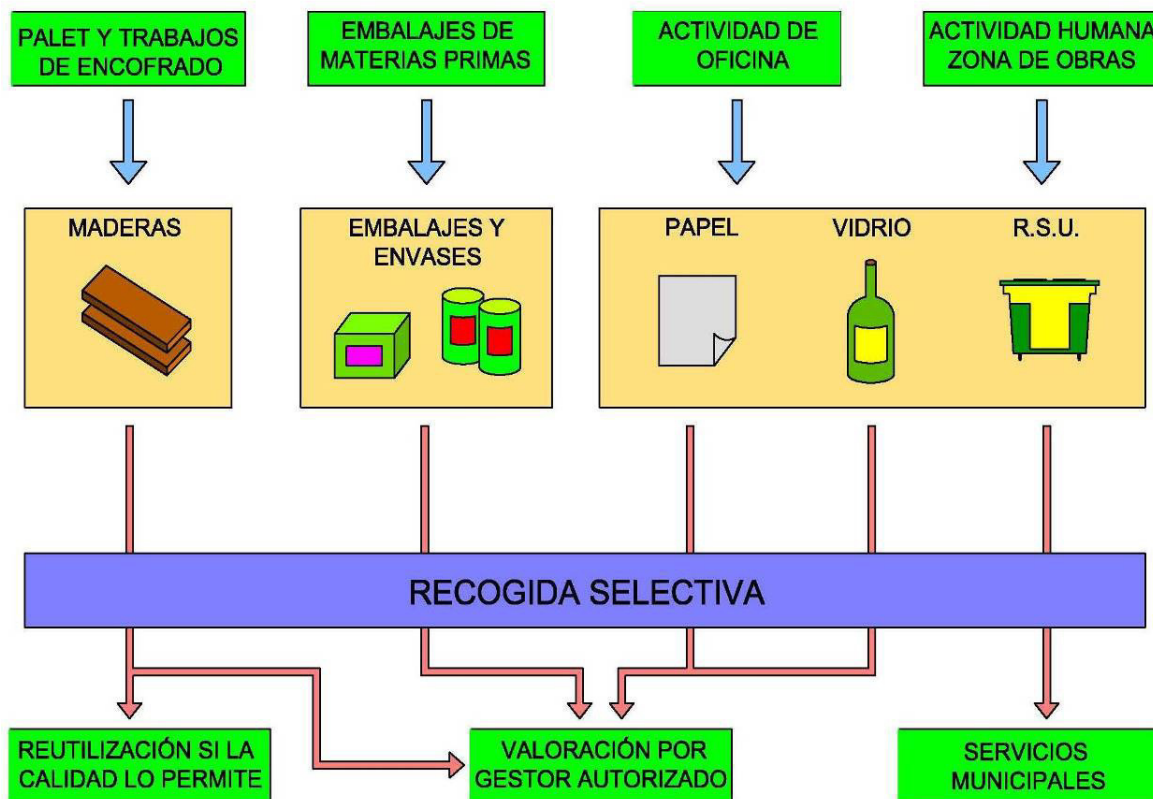 PALET Y TRABAJOS
DE ENCOFRADO
EMBALAJES DE
MATERIAS PRIMAS
ACTIVIDAD DE
OFICINA
ACTIVIDAD HUMANA
ZONA DE OBRAS
MADERAS
EMBALAJES Y
ENVASES
PAPEL
VIDRIO
R.S.U.
RECOGIDA SELECTIVA
REUTILIZACIÓN SI LA
CALIDAD LO PERMITE
VALORACIÓN POR
GESTOR AUTORIZADO
SERVICIOS
MUNICIPALES